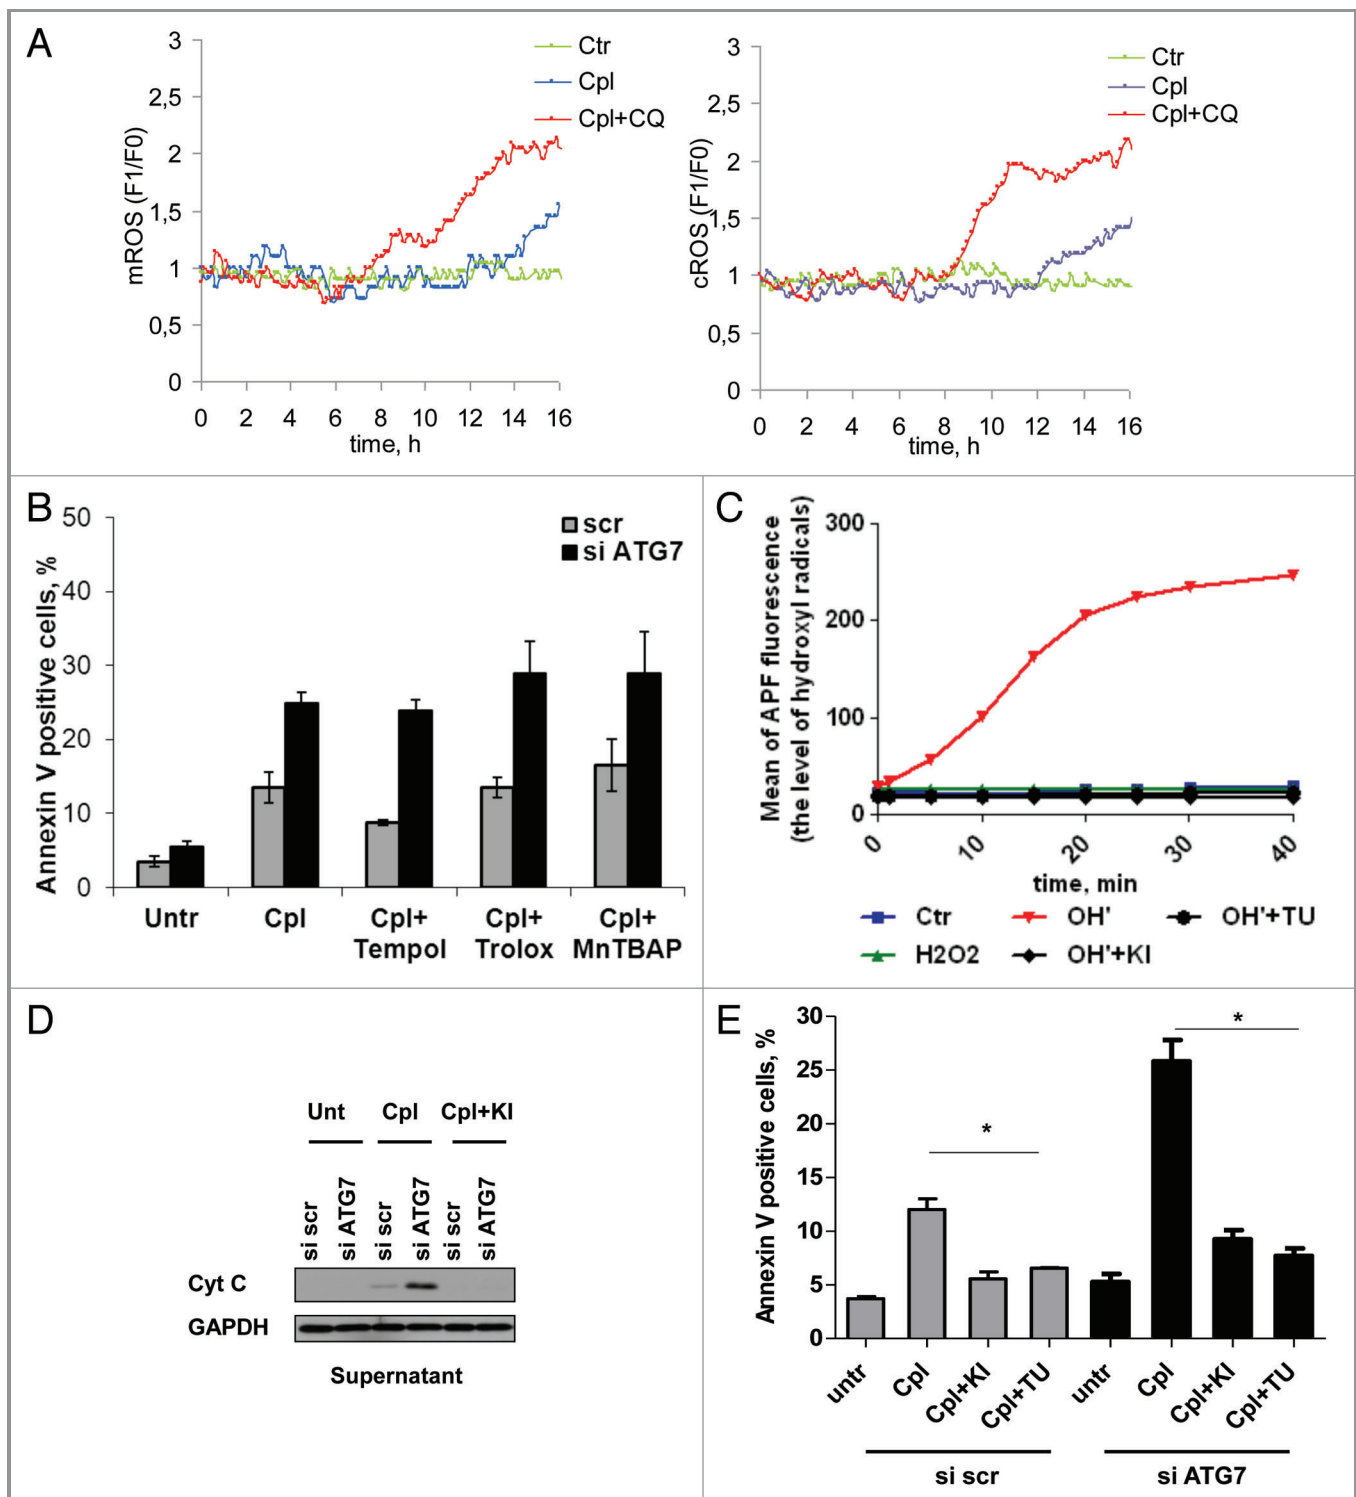 A
3
2,5
2
1,5
1
0,5
0
mROS (F1/F0)
0 2 4 6 8 10 12 14 16
time, h
Ctr
Cpl
Cpl+CQ
3
2,5
2
1,5
1
0,5
0
cROS (F1/F0)
0 2 4 6 8 10 12 14 16
time, h
Ctr
Cpl
Cpl+CQ
B
50
40
30
20
10
0
Annexin V positive cells, %
scr
si ATG7
Untr Cpl Cpl+ Cpl+ Cpl+
Tempol Trolox MnTBAP
C
300
200
100
0
Mean of APF fluorescence
(the level of hydroxyl radicals)
0 10 20 30 40
time, min
Ctr OH' OH'+TU
H2O2 OH'+KI
D
Unt Cpl Cpl+KI
si scr si ATG7 si scr si ATG7 si scr si ATG7
Cyt C
GAPDH
Supernatant
E
30
25
20
15
10
5
0
Annexin V positive cells, %
* *
untr Cpl Cpl+KI Cpl+TU untr Cpl Cpl+KI Cpl+TU
si scr si ATG7